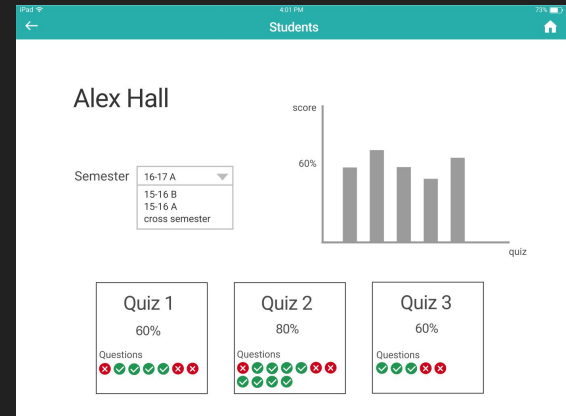 iPad 4:01 PM 73%
Students
Alex Hall
score
60%
quiz
Semester 16-17 A
15-16 B
15-16 A
cross semester
Quiz 1
60%
Questions
Quiz 2
80%
Questions
Quiz 3
60%
Questions